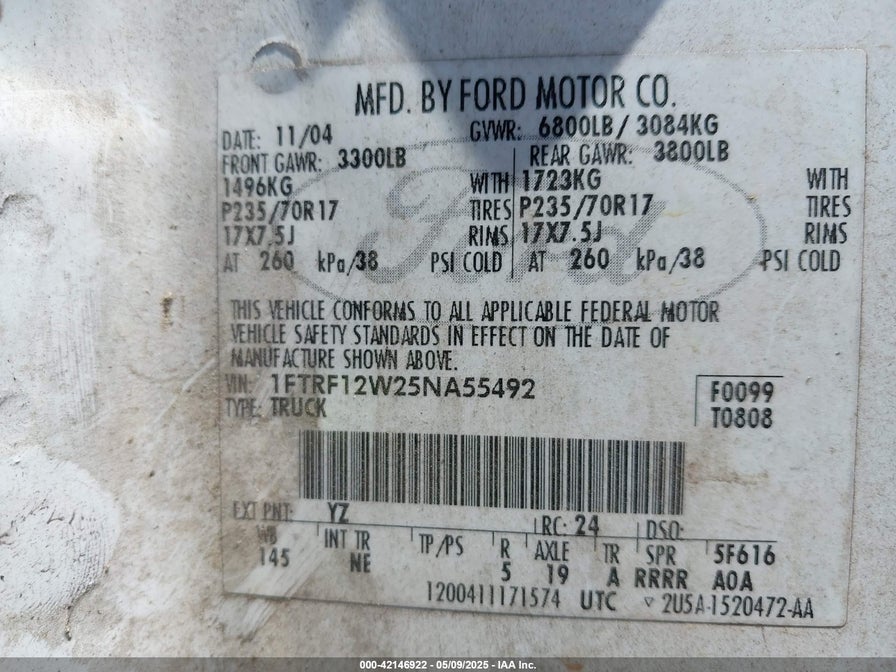 MFD. BY FORD MOTOR CO.
DATE: 11/04 GVWR: 6800LB / 3084KG
FRONT GAWR: 3300LB REAR GAWR: 3800LB
1496KG WITH 1723KG WITH
P235/70R17 TIRES P235/70R17 TIRES
17X7.5J RIMS 17X7.5J RIMS
AT 260 kPa/38 PSI COLD AT 260 kPa/38 PSI COLD
Ford
THIS VEHICLE CONFORMS TO ALL APPLICABLE FEDERAL MOTOR
VEHICLE SAFETY STANDARDS IN EFFECT ON THE DATE OF
MANUFACTURE SHOWN ABOVE.
VIN: 1FTRF12W25NA55492 F0099
TYPE: TRUCK T0808
EXT PNT: YZ RC: 24 DSO:
WB INT TR TP/PS R AXLE TR SPR 5F616
145 NE 5 19 A RRRR A0A
1200411171574 UTC ▽ 2U5A-1520472-AA
000-42146922 - 05/09/2025 - IAA Inc.